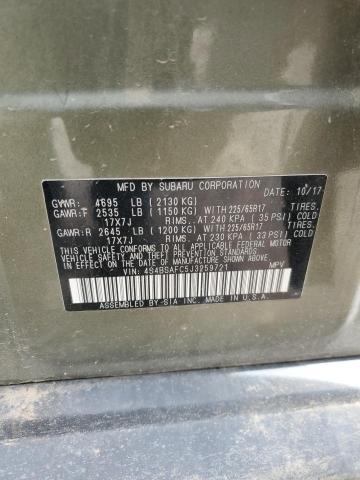 MFD BY SUBARU CORPORATION DATE: 10/17
GVWR: 4695 LB (2130 KG)
GAWR:F 2535 LB (1150 KG) WITH 225/65R17 TIRES.
17X7J RIMS. AT 240 KPA (35 PSI) COLD
GAWR:R 2645 LB (1200 KG) WITH 225/65R17 TIRES.
17X7J RIMS. AT 230 KPA (33 PSI) COLD
THIS VEHICLE CONFORMS TO ALL APPLICABLE
FEDERAL MOTOR VEHICLE SAFETY AND THEFT PREVENTION
STANDARDS IN EFFECT ON THE DATE OF MANUFACTURE SHOWN ABOVE.
VIN: 4S4BSAFC5J3259721 MPV
ASSEMBLED BY SIA INC. MADE IN U.S.A.